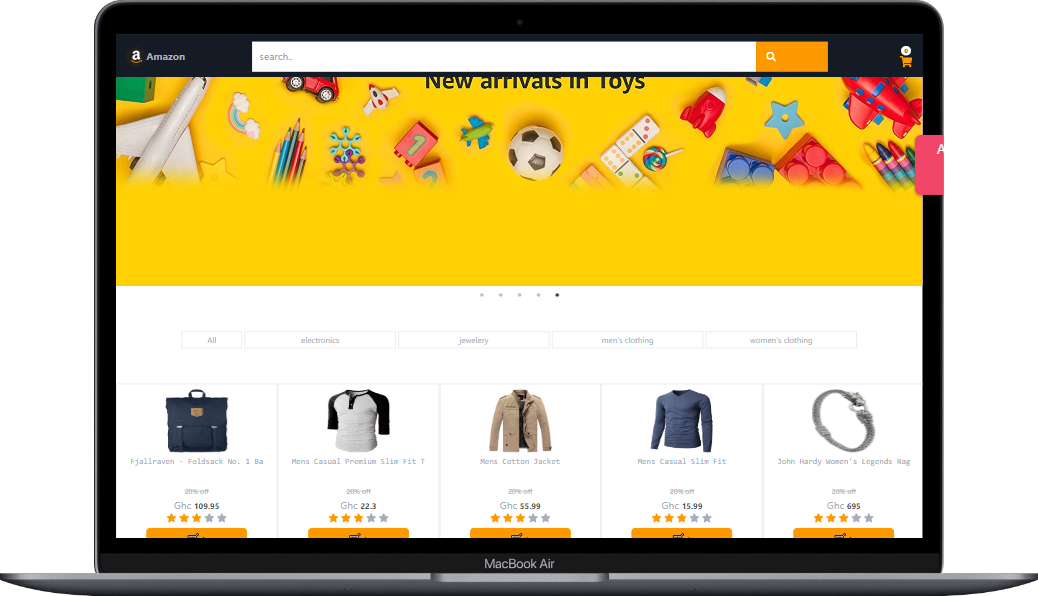 a Amazon
search..
0
New arrivals in Toys
A
1
2
All
electronics
jewelery
men's clothing
women's clothing
Fjallraven - Foldsack No. 1 Ba
Mens Casual Premium Slim Fit T
Mens Cotton Jacket
Mens Casual Slim Fit
John Hardy Women's Legends Nag
20% off
20% off
20% off
20% off
20% off
Ghc 109.95
Ghc 22.3
Ghc 55.99
Ghc 15.99
Ghc 695
MacBook Air